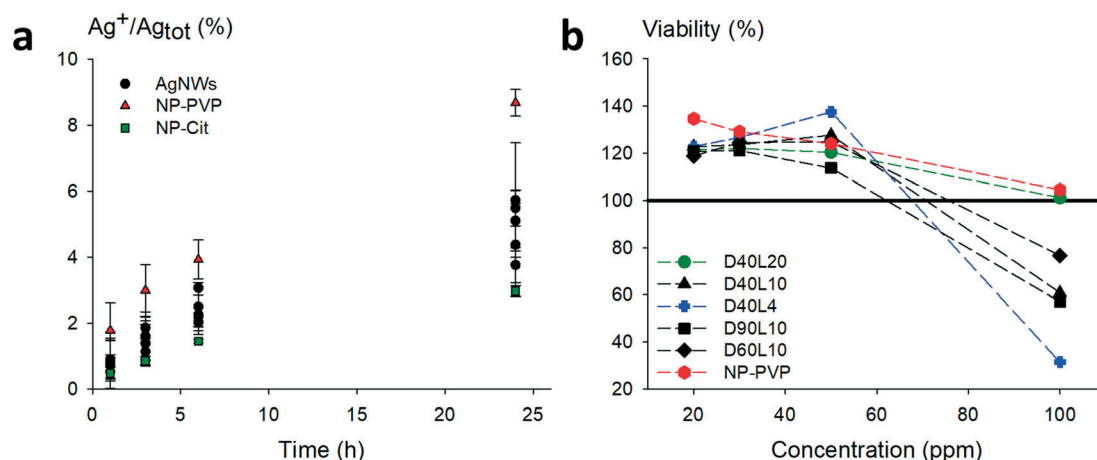 a
Ag⁺/Agtot (%)
10
8
6
4
2
0
AgNWs
NP-PVP
NP-Cit
0 5 10 15 20 25
Time (h)
b
Viability (%)
160
140
120
100
80
60
40
20
D40L20
D40L10
D40L4
D90L10
D60L10
NP-PVP
20 40 60 80 100
Concentration (ppm)